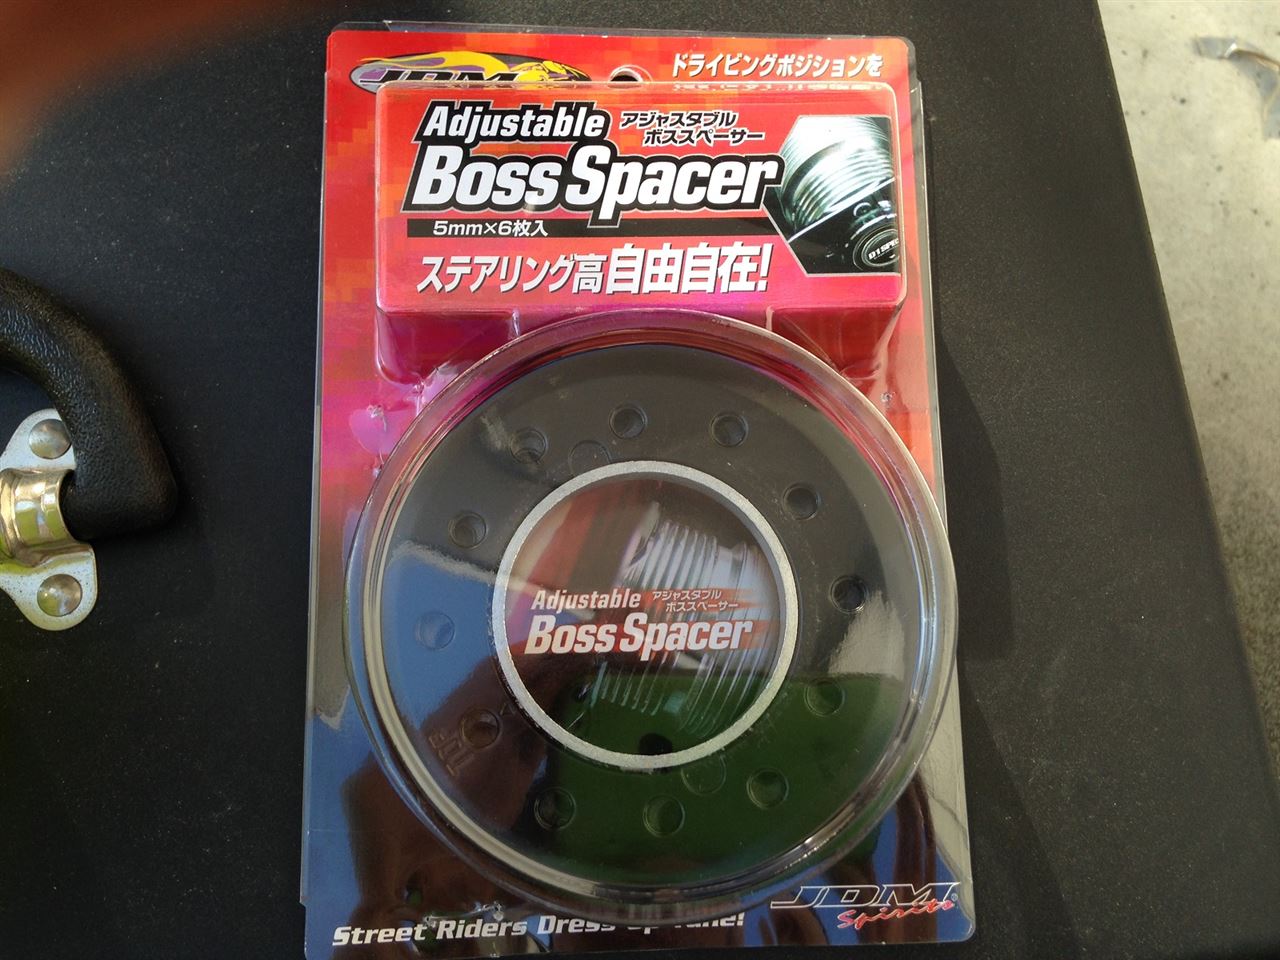 JDM
ドライビングポジションを
Adjustable
アジャスタブル
ボススペーサー
Boss Spacer
5mm×6枚入
D1 SPEC
ステアリング高自由自在!
Adjustable
アジャスタブル
ボススペーサー
Boss Spacer
JDM
Spirits
Street Riders Dress